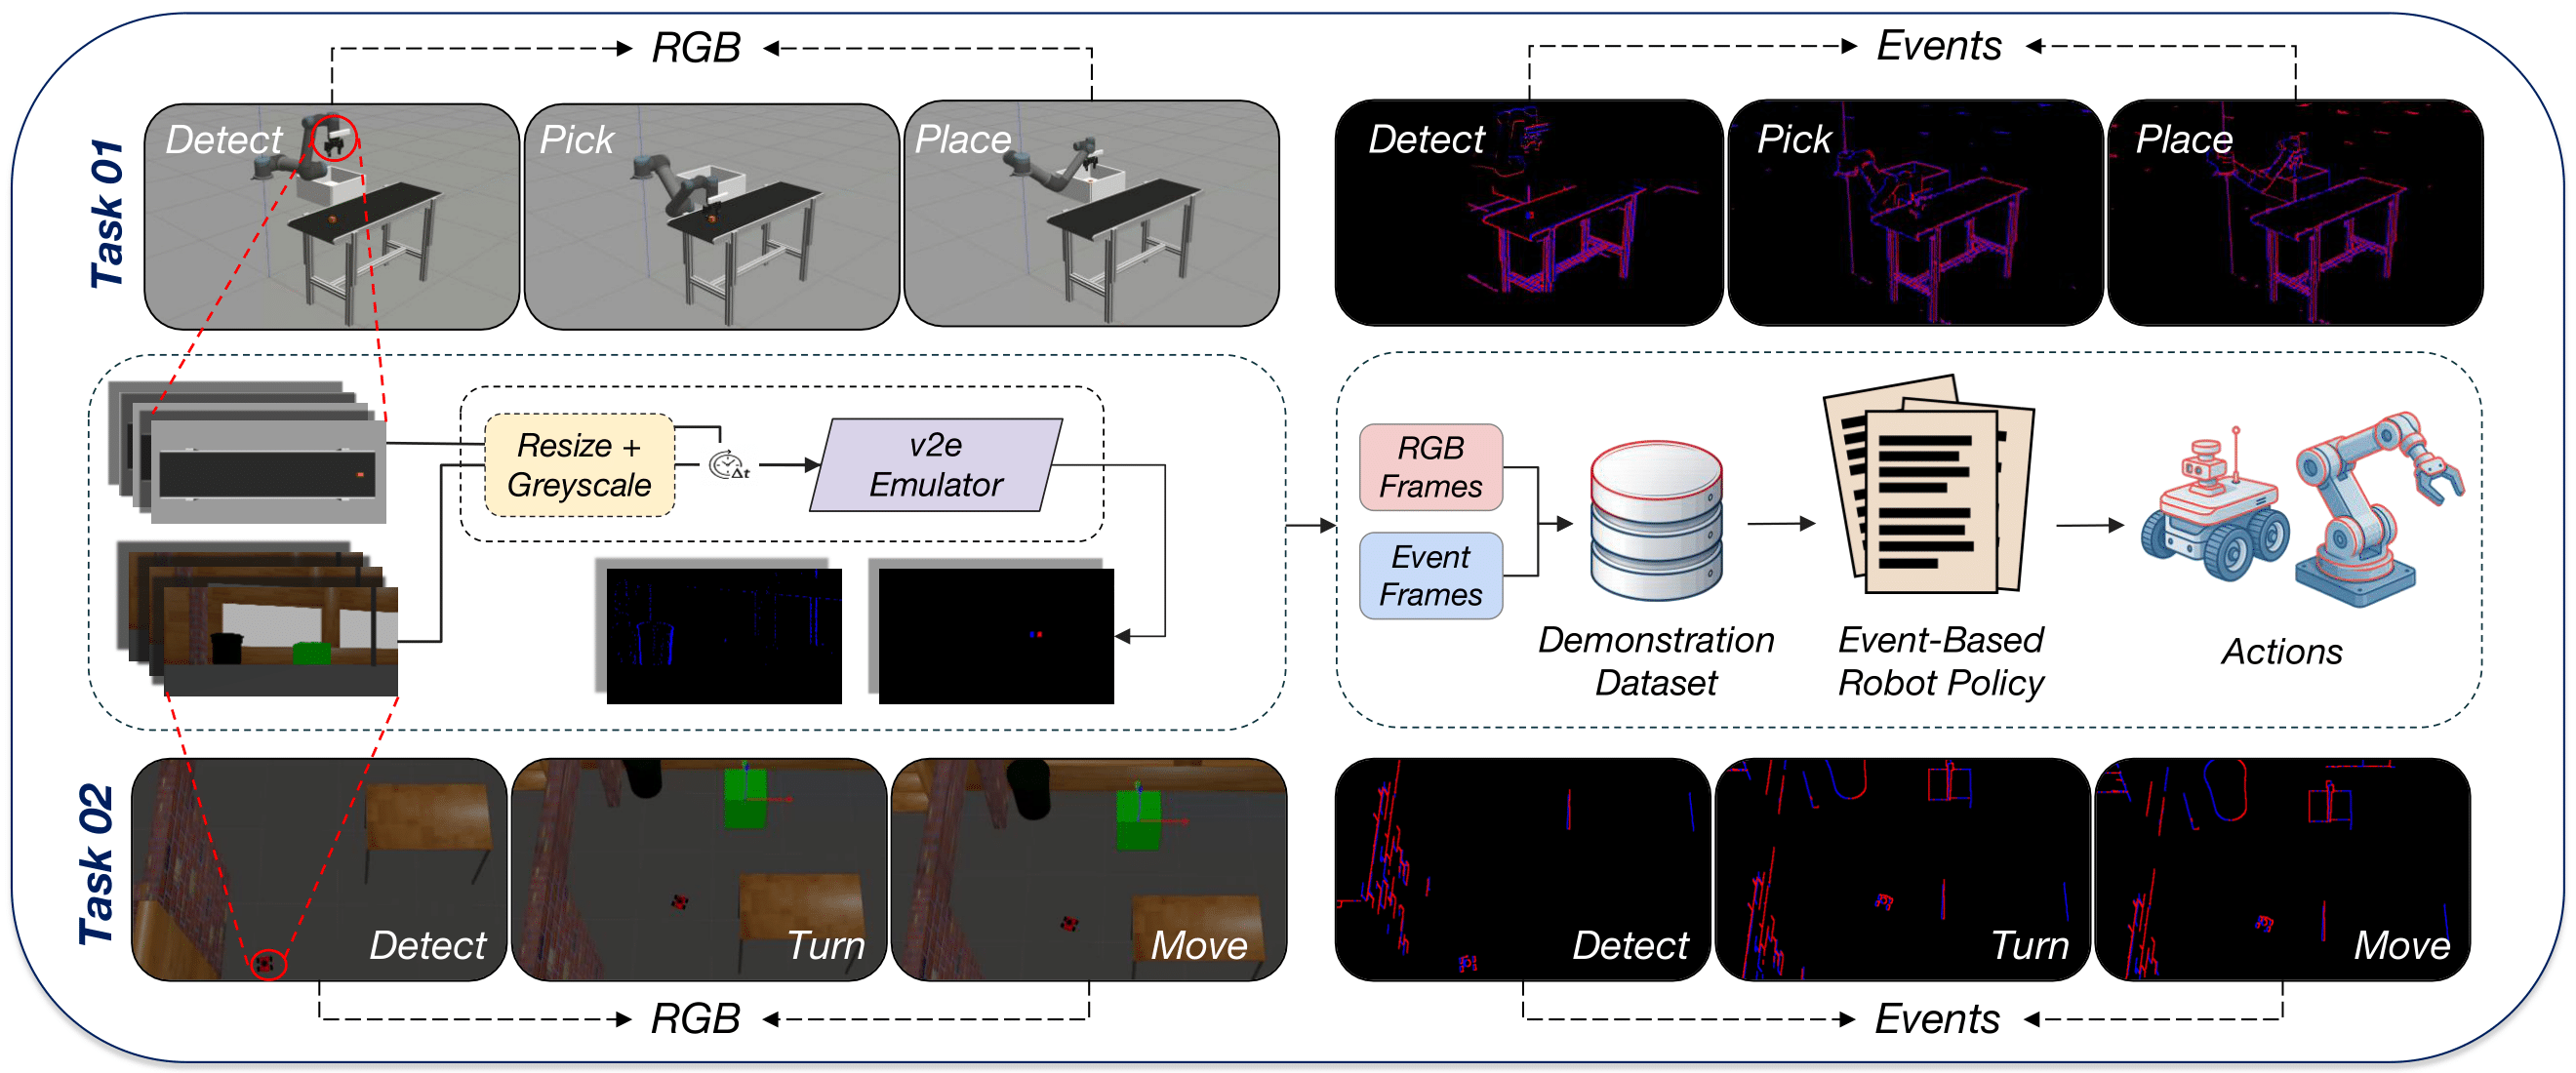 RGB
Events
Task 01
Detect
Pick
Place
Detect
Pick
Place
Resize +
Greyscale
Δt
v2e
Emulator
RGB
Frames
Event
Frames
Demonstration
Dataset
Event-Based
Robot Policy
Actions
Task 02
Detect
Turn
Move
Detect
Turn
Move
RGB
Events